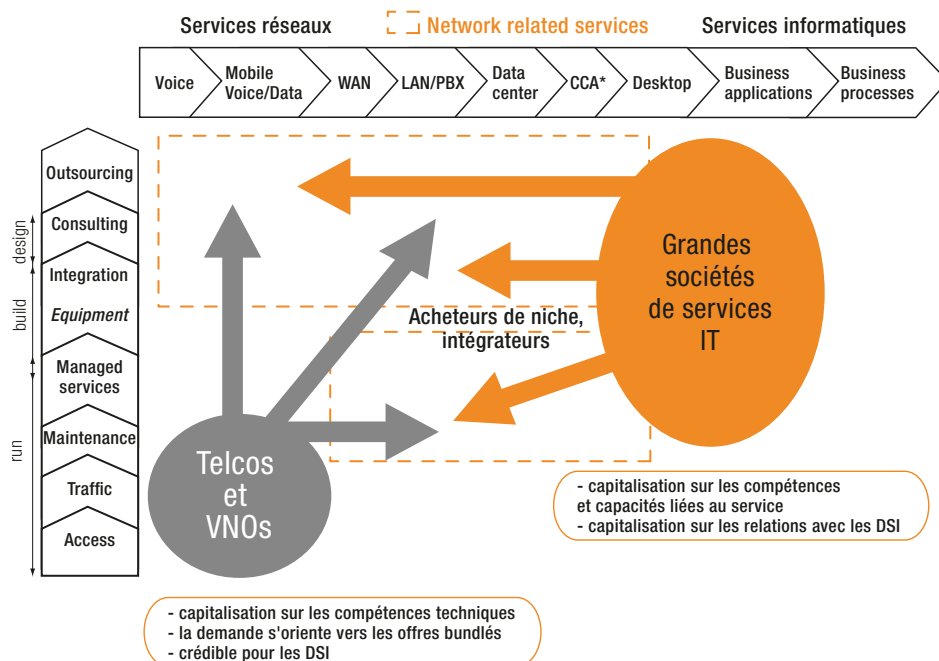 Services réseaux
Network related services
Services informatiques
Voice
Mobile
Voice/Data
WAN
LAN/PBX
Data
center
CCA*
Desktop
Business
applications
Business
processes
Outsourcing
Consulting
Integration
Equipment
Managed
services
Maintenance
Traffic
Access
design
build
run
Grandes
sociétés
de services
IT
Acheteurs de niche,
intégrateurs
Telcos
et
VNOs
- capitalisation sur les compétences
et capacités liées au service
- capitalisation sur les relations avec les DSI
- capitalisation sur les compétences techniques
- la demande s'oriente vers les offres bundlés
- crédible pour les DSI